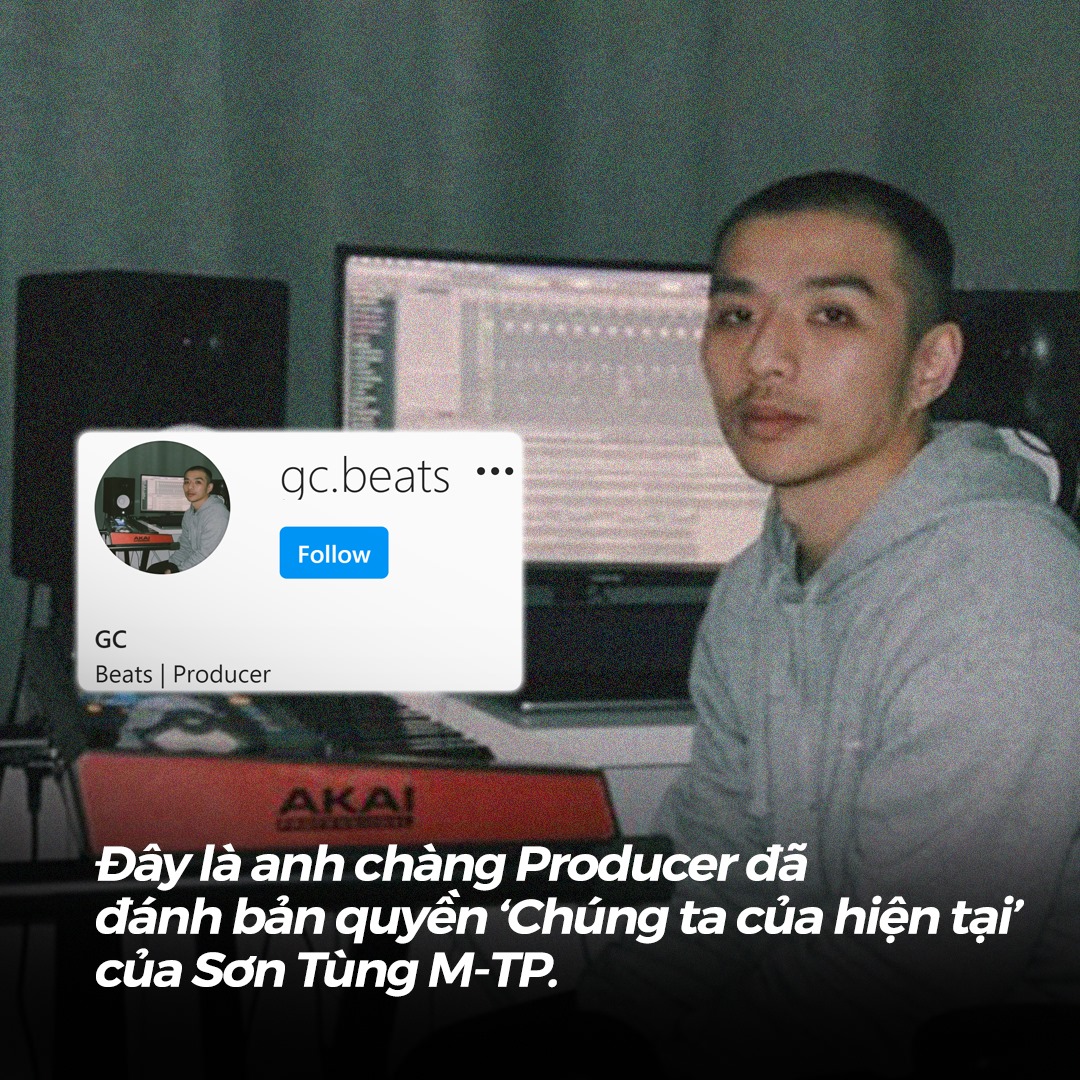 gc.beats
Follow
GC
Beats | Producer
AKAI
PROFESSIONAL
Đây là anh chàng Producer đã
đánh bản quyền ‘Chúng ta của hiện tại’
của Sơn Tùng M-TP.